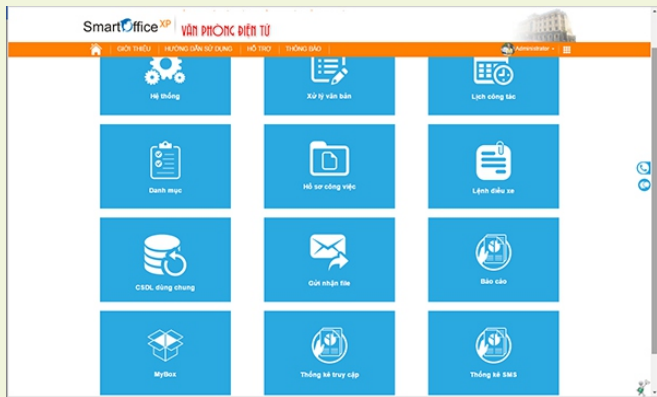 SmartOffice XP VĂN PHÒNG ĐIỆN TỬ
GIỚI THIỆU HƯỚNG DẪN SỬ DỤNG HỖ TRỢ THÔNG BÁO Administrator
Hệ thống Xử lý văn bản Lịch công tác
Danh mục Hồ sơ công việc Lệnh điều xe
CSDL dùng chung Gửi nhận file Báo cáo
MyBox Thống kê truy cập Thống kê SMS